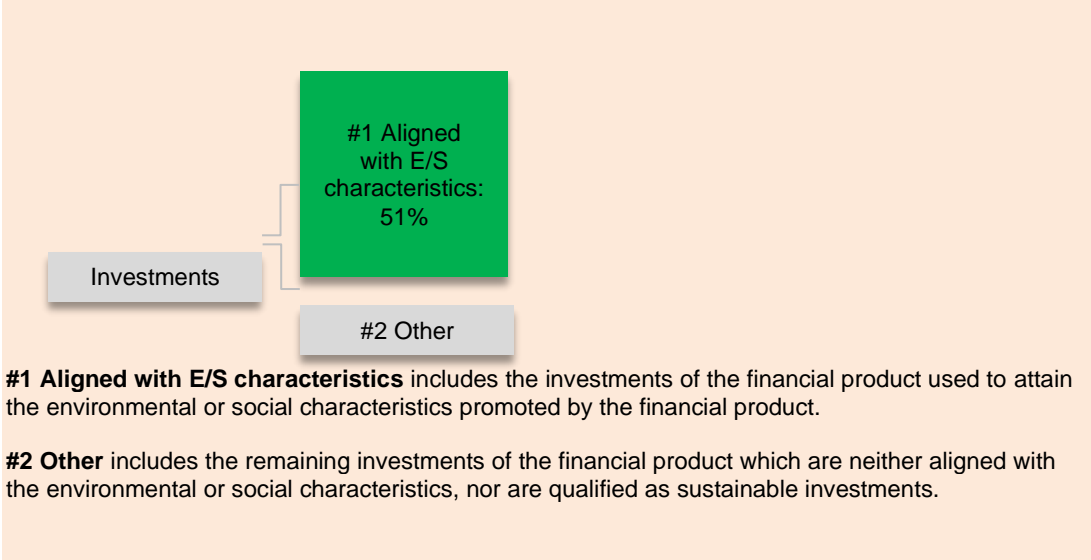 #1 Aligned
with E/S
characteristics:
51%
Investments
#2 Other
#1 Aligned with E/S characteristics includes the investments of the financial product used to attain
the environmental or social characteristics promoted by the financial product.
#2 Other includes the remaining investments of the financial product which are neither aligned with
the environmental or social characteristics, nor are qualified as sustainable investments.